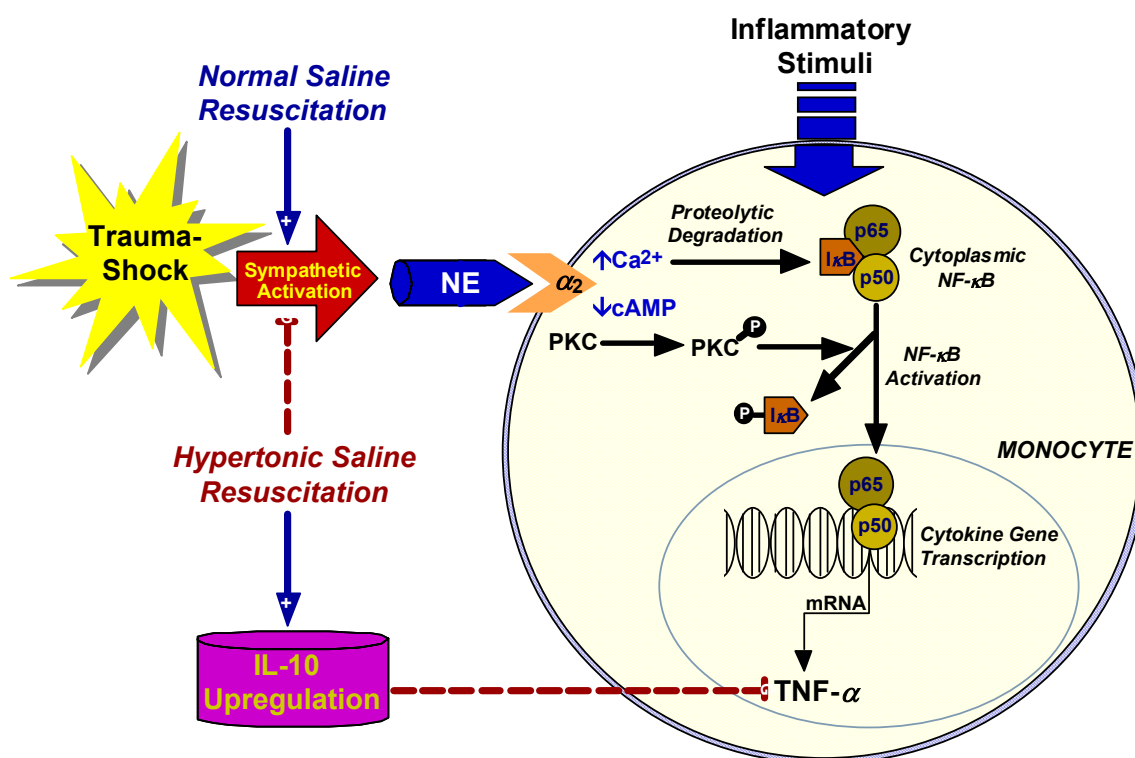 Inflammatory
Stimuli
Normal Saline
Resuscitation
+
Trauma-
Shock
Sympathetic
Activation
NE
α2
↑Ca2+
↓cAMP
Proteolytic
Degradation
p65
IκB
p50
Cytoplasmic
NF-κB
PKC
PKC
P
NF-κB
Activation
P
IκB
G
Hypertonic Saline
Resuscitation
MONOCYTE
p65
p50
Cytokine Gene
Transcription
mRNA
+
IL-10
Upregulation
G
TNF-α